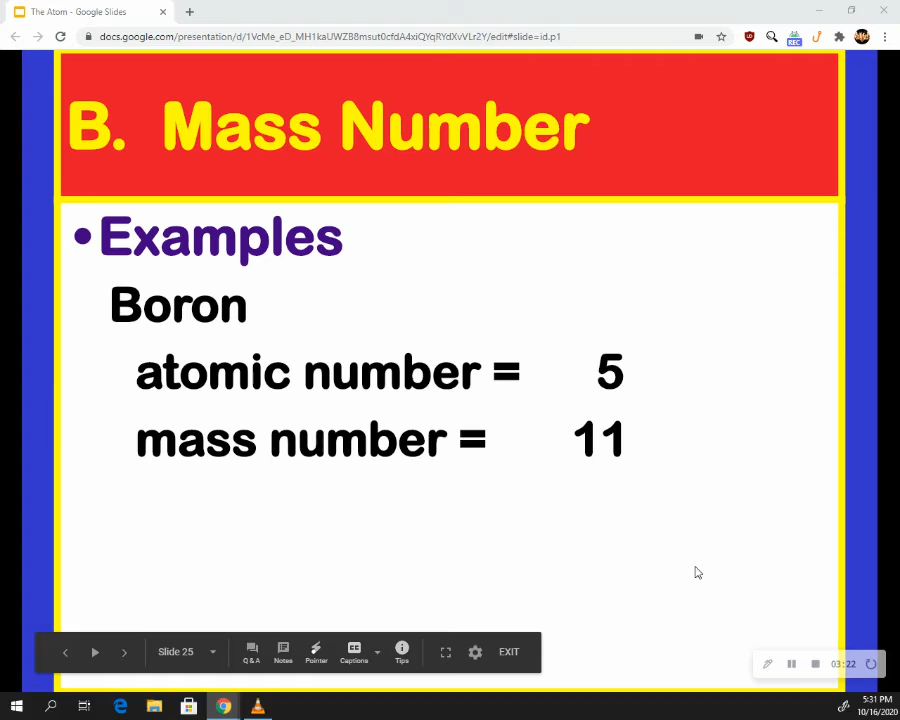 The Atom - Google Slides
docs.google.com/presentation/d/1VcMe_eD_MH1kaUWZB8msut0cfdA4xiQYqRYdXvVLr2Y/edit#slide=id.p1
REC
B. Mass Number
•Examples
Boron
atomic number = 5
mass number = 11
Slide 25
Q&A
Notes
Pointer
CC
Captions
Tips
EXIT
03:22
5:31 PM
10/16/2020